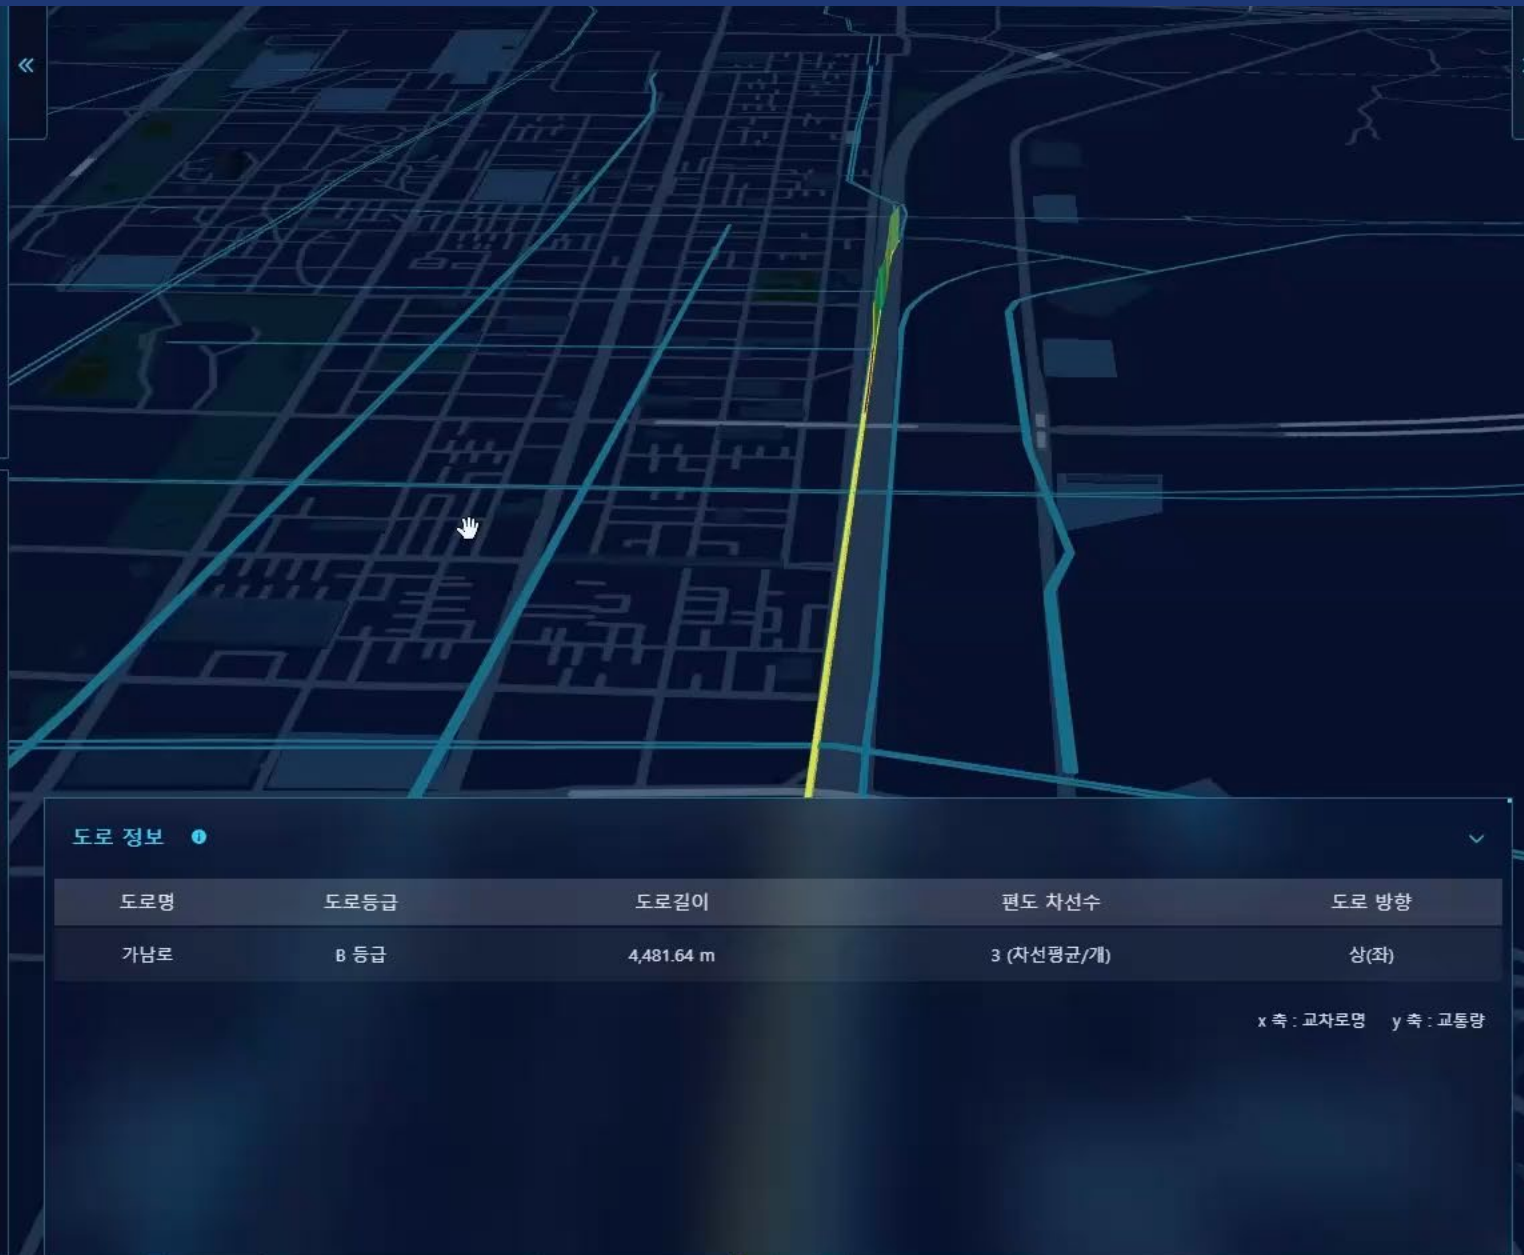 도로 정보
도로명 도로등급 도로길이 편도 차선수 도로 방향
가남로 B 등급 4,481.64 m 3 (차선평균/개) 상(좌)
x 축 : 교차로명 y 축 : 교통량